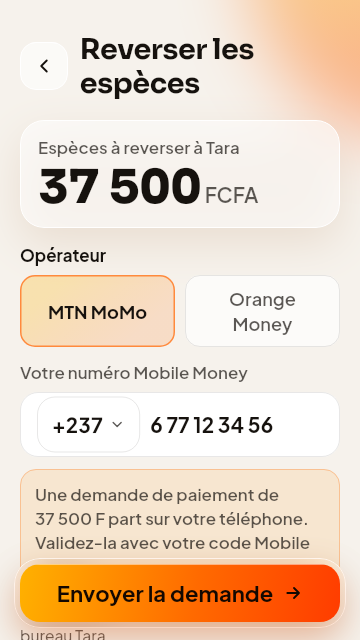 Reverser les
espèces
Espèces à reverser à Tara
37 500 FCFA
Opérateur
MTN MoMo
Orange
Money
Votre numéro Mobile Money
+237 6 77 12 34 56
Une demande de paiement de
37 500 F part sur votre téléphone.
Validez-la avec votre code Mobile
Envoyer la demande →
bureau Tara